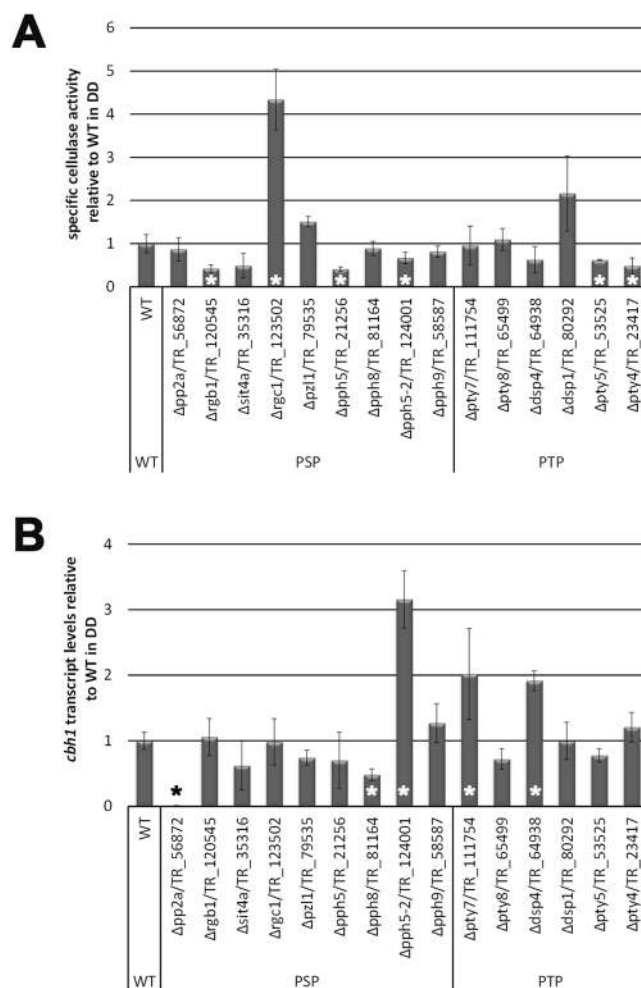 A
specific cellulase activity
relative to WT in DD
6
5
4
3
2
1
0
* * * * * * *
WT
Δpp2a/TR_56872
Δrgb1/TR_120545
Δsit4a/TR_35316
Δrgc1/TR_123502
Δpzl1/TR_79535
Δpph5/TR_21256
Δpph8/TR_81164
Δpph5-2/TR_124001
Δpph9/TR_58587
Δpty7/TR_111754
Δpty8/TR_65499
Δdsp4/TR_64938
Δdsp1/TR_80292
Δpty5/TR_53525
Δpty4/TR_23417
WT PSP PTP
B
cbh1 transcript levels relative
to WT in DD
4
3
2
1
0
* * * * *
WT
Δpp2a/TR_56872
Δrgb1/TR_120545
Δsit4a/TR_35316
Δrgc1/TR_123502
Δpzl1/TR_79535
Δpph5/TR_21256
Δpph8/TR_81164
Δpph5-2/TR_124001
Δpph9/TR_58587
Δpty7/TR_111754
Δpty8/TR_65499
Δdsp4/TR_64938
Δdsp1/TR_80292
Δpty5/TR_53525
Δpty4/TR_23417
WT PSP PTP